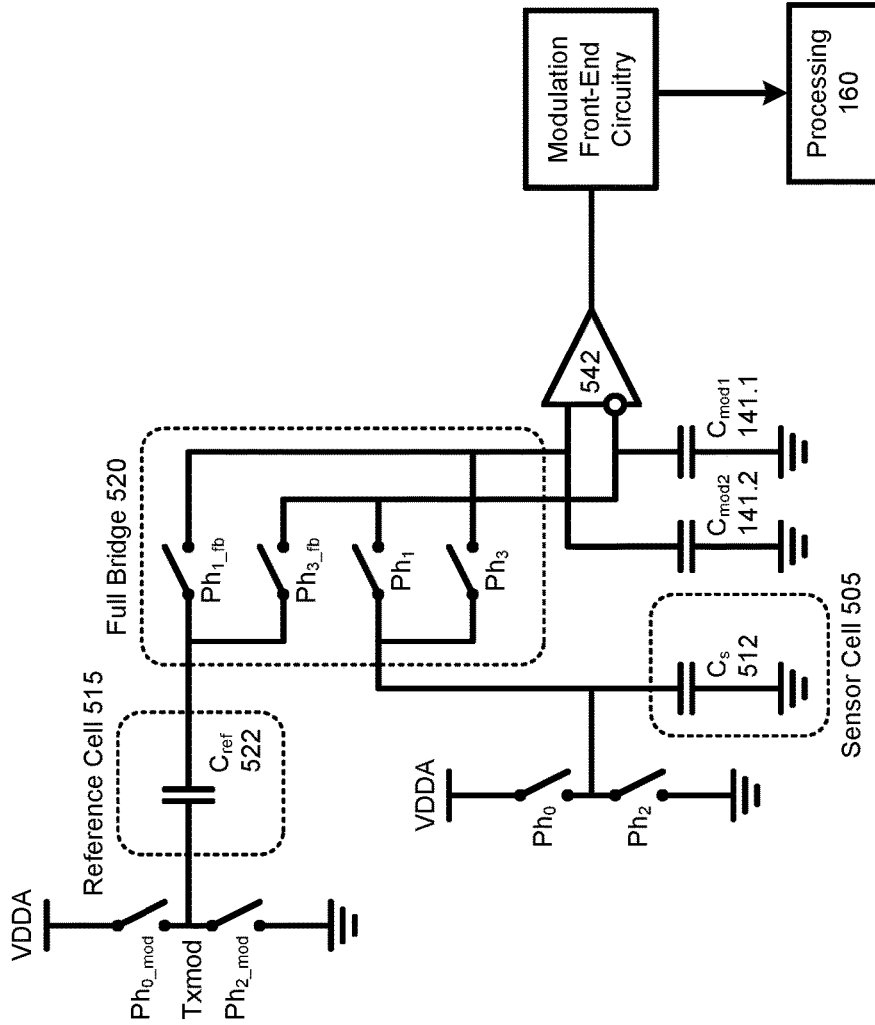 VDDA
Ph0_mod
Txmod
Ph2_mod
Reference Cell 515
Cref
522
Full Bridge 520
Ph1_fb
Ph3_fb
Ph1
Ph3
VDDA
Ph0
Ph2
Cs
512
Sensor Cell 505
Cmod2
141.2
Cmod1
141.1
542
Modulation
Front-End
Circuitry
Processing
160